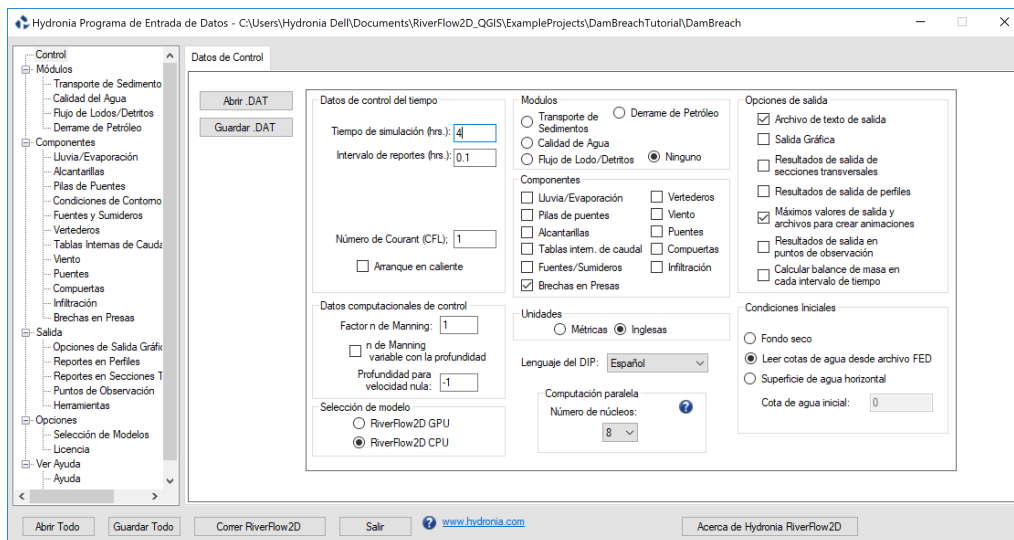 Hydronia Programa de Entrada de Datos - C:\Users\Hydronia Dell\Documents\RiverFlow2D_QGIS\ExampleProjects\DamBreachTutorial\DamBreach
Control
Módulos
Transporte de Sedimento
Calidad del Agua
Flujo de Lodos/Detritos
Derrame de Petróleo
Componentes
Lluvia/Evaporación
Alcantarillas
Pilas de Puentes
Condiciones de Contorno
Fuentes y Sumideros
Vertederos
Tablas Internas de Cauda
Viento
Puentes
Compuertas
Infiltración
Brechas en Presas
Salida
Opciones de Salida Gráfic
Reportes en Perfiles
Reportes en Secciones T
Puntos de Observación
Herramientas
Opciones
Selección de Modelos
Licencia
Ver Ayuda
Ayuda
Datos de Control
Abrir .DAT
Guardar .DAT
Datos de control del tiempo
Tiempo de simulación (hrs.): 4
Intervalo de reportes (hrs.): 0.1
Número de Courant (CFL); 1
Arranque en caliente
Datos computacionales de control
Factor n de Manning: 1
n de Manning
variable con la profundidad
Profundidad para
velocidad nula: -1
Selección de modelo
RiverFlow2D GPU
RiverFlow2D CPU
Modulos
Transporte de
Sedimentos
Derrame de Petróleo
Calidad de Agua
Flujo de Lodo/Detritos
Ninguno
Componentes
Lluvia/Evaporación
Vertederos
Pilas de puentes
Viento
Alcantarillas
Puentes
Tablas intern. de caudal
Compuertas
Fuentes/Sumideros
Infiltración
Brechas en Presas
Unidades
Métricas
Inglesas
Lenguaje del DIP: Español
Computación paralela
Número de núcleos:
8
?
Opciones de salida
Archivo de texto de salida
Salida Gráfica
Resultados de salida de
secciones transversales
Resultados de salida de perfiles
Máximos valores de salida y
archivos para crear animaciones
Resultados de salida en
puntos de observación
Calcular balance de masa en
cada intervalo de tiempo
Condiciones Iniciales
Fondo seco
Leer cotas de agua desde archivo FED
Superficie de agua horizontal
Cota de agua inicial: 0
Abrir Todo
Guardar Todo
Correr RiverFlow2D
Salir
?
www.hydronia.com
Acerca de Hydronia RiverFlow2D